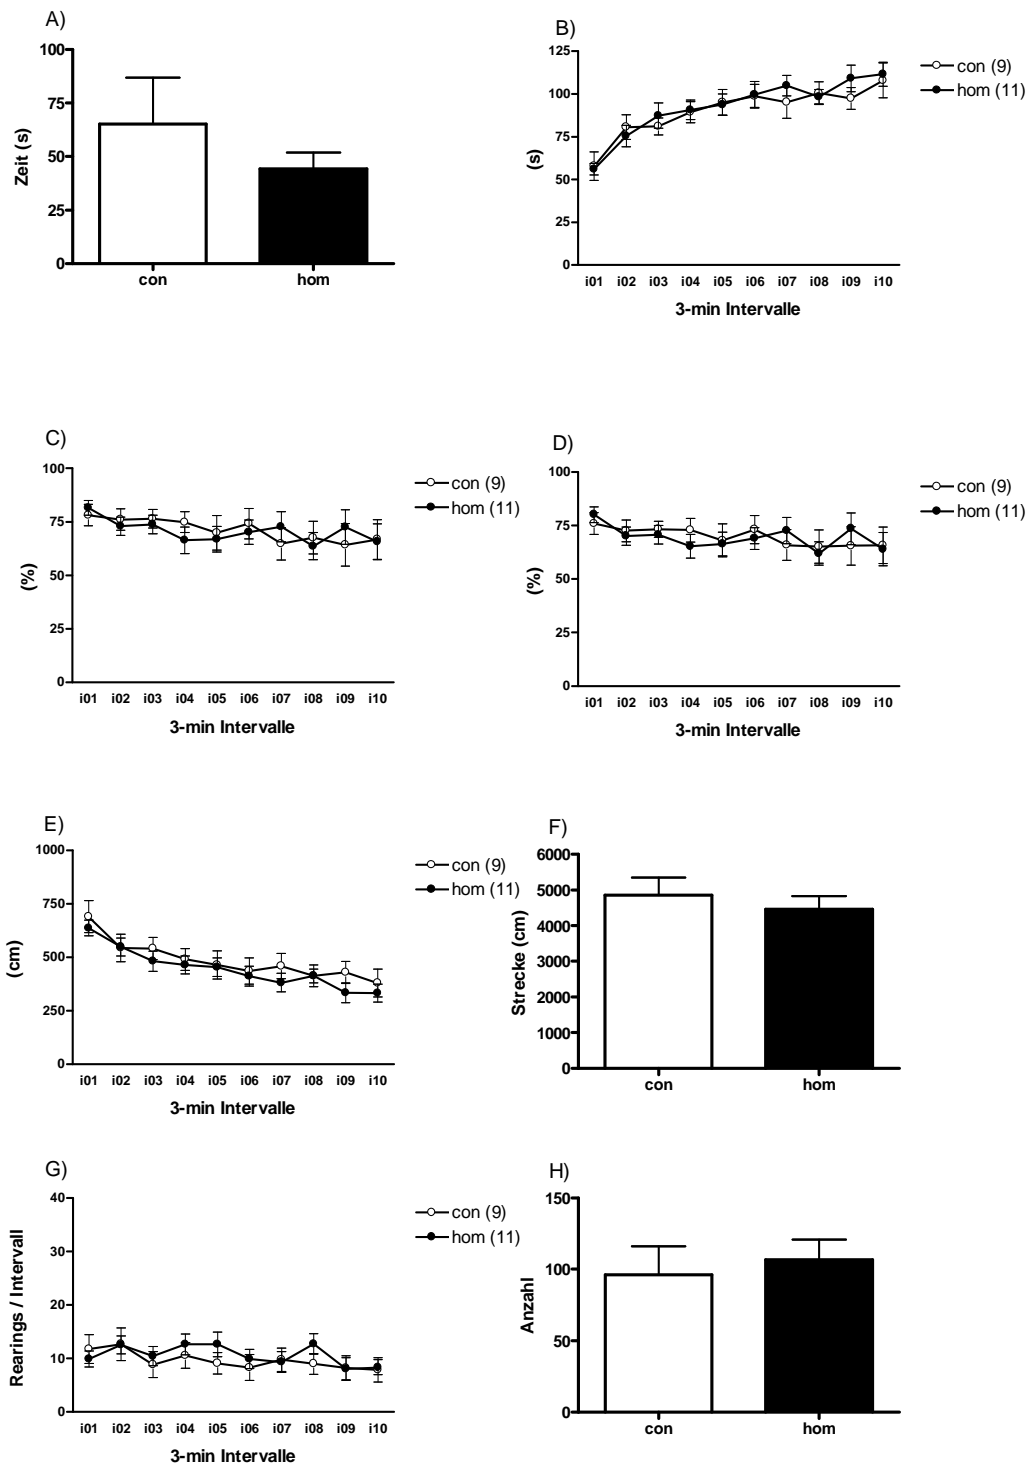 A)
100
75
50
25
0
Zeit (s)
con
hom
B)
125
100
75
50
25
0
(s)
i01 i02 i03 i04 i05 i06 i07 i08 i09 i10
3-min Intervalle
con (9)
hom (11)
C)
100
75
50
25
0
(%)
i01 i02 i03 i04 i05 i06 i07 i08 i09 i10
3-min Intervalle
con (9)
hom (11)
D)
100
75
50
25
0
(%)
i01 i02 i03 i04 i05 i06 i07 i08 i09 i10
3-min Intervalle
con (9)
hom (11)
E)
1000
750
500
250
0
(cm)
i01 i02 i03 i04 i05 i06 i07 i08 i09 i10
3-min Intervalle
con (9)
hom (11)
F)
6000
5000
4000
3000
2000
1000
0
Strecke (cm)
con
hom
G)
40
30
20
10
0
Rearings / Intervall
i01 i02 i03 i04 i05 i06 i07 i08 i09 i10
3-min Intervalle
con (9)
hom (11)
H)
150
100
50
0
Anzahl
con
hom